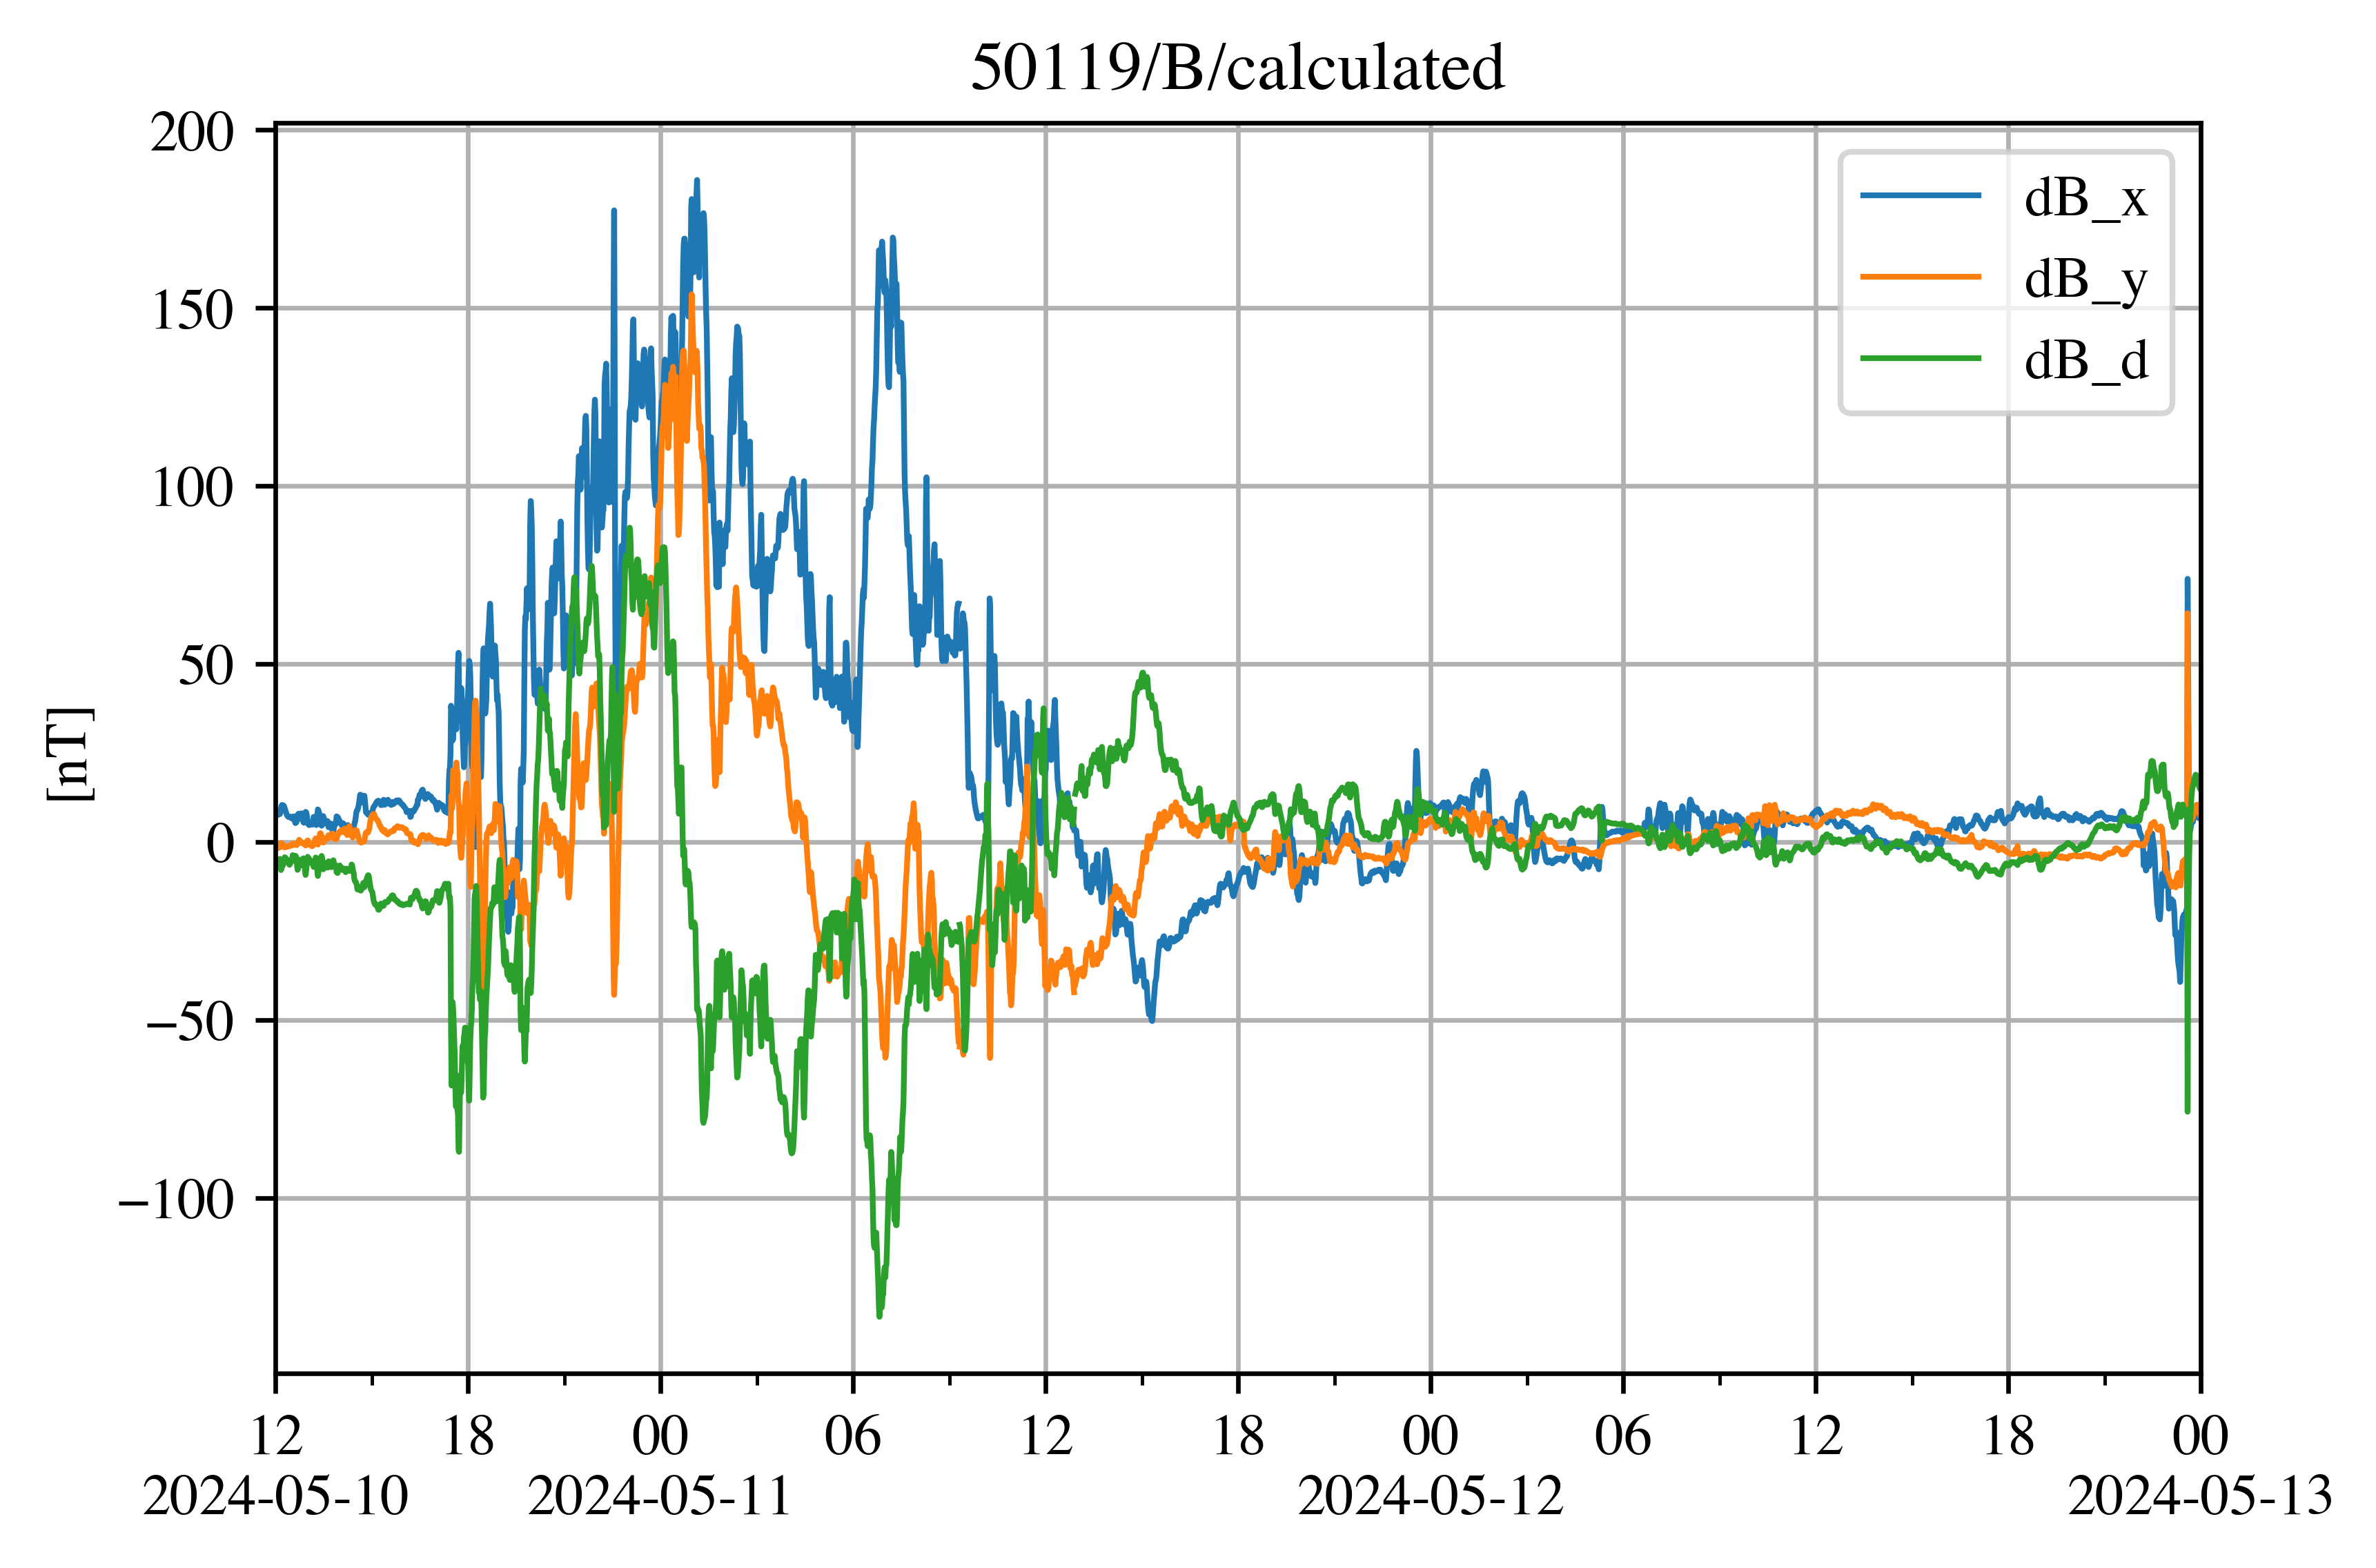 50119/B/calculated
200
150
100
50
0
−50
−100
[nT]
dB_x
dB_y
dB_d
12 18 00 06 12 18 00 06 12 18 00
2024-05-10 2024-05-11 2024-05-12 2024-05-13